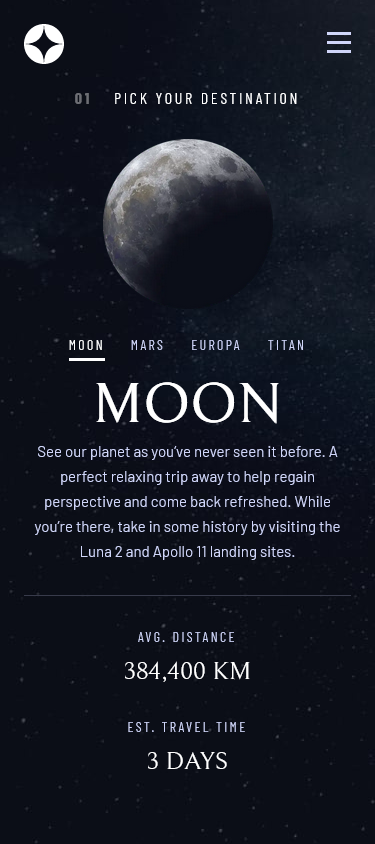 01 PICK YOUR DESTINATION
MOON MARS EUROPA TITAN
MOON
See our planet as you’ve never seen it before. A
perfect relaxing trip away to help regain
perspective and come back refreshed. While
you’re there, take in some history by visiting the
Luna 2 and Apollo 11 landing sites.
AVG. DISTANCE
384,400 KM
EST. TRAVEL TIME
3 DAYS